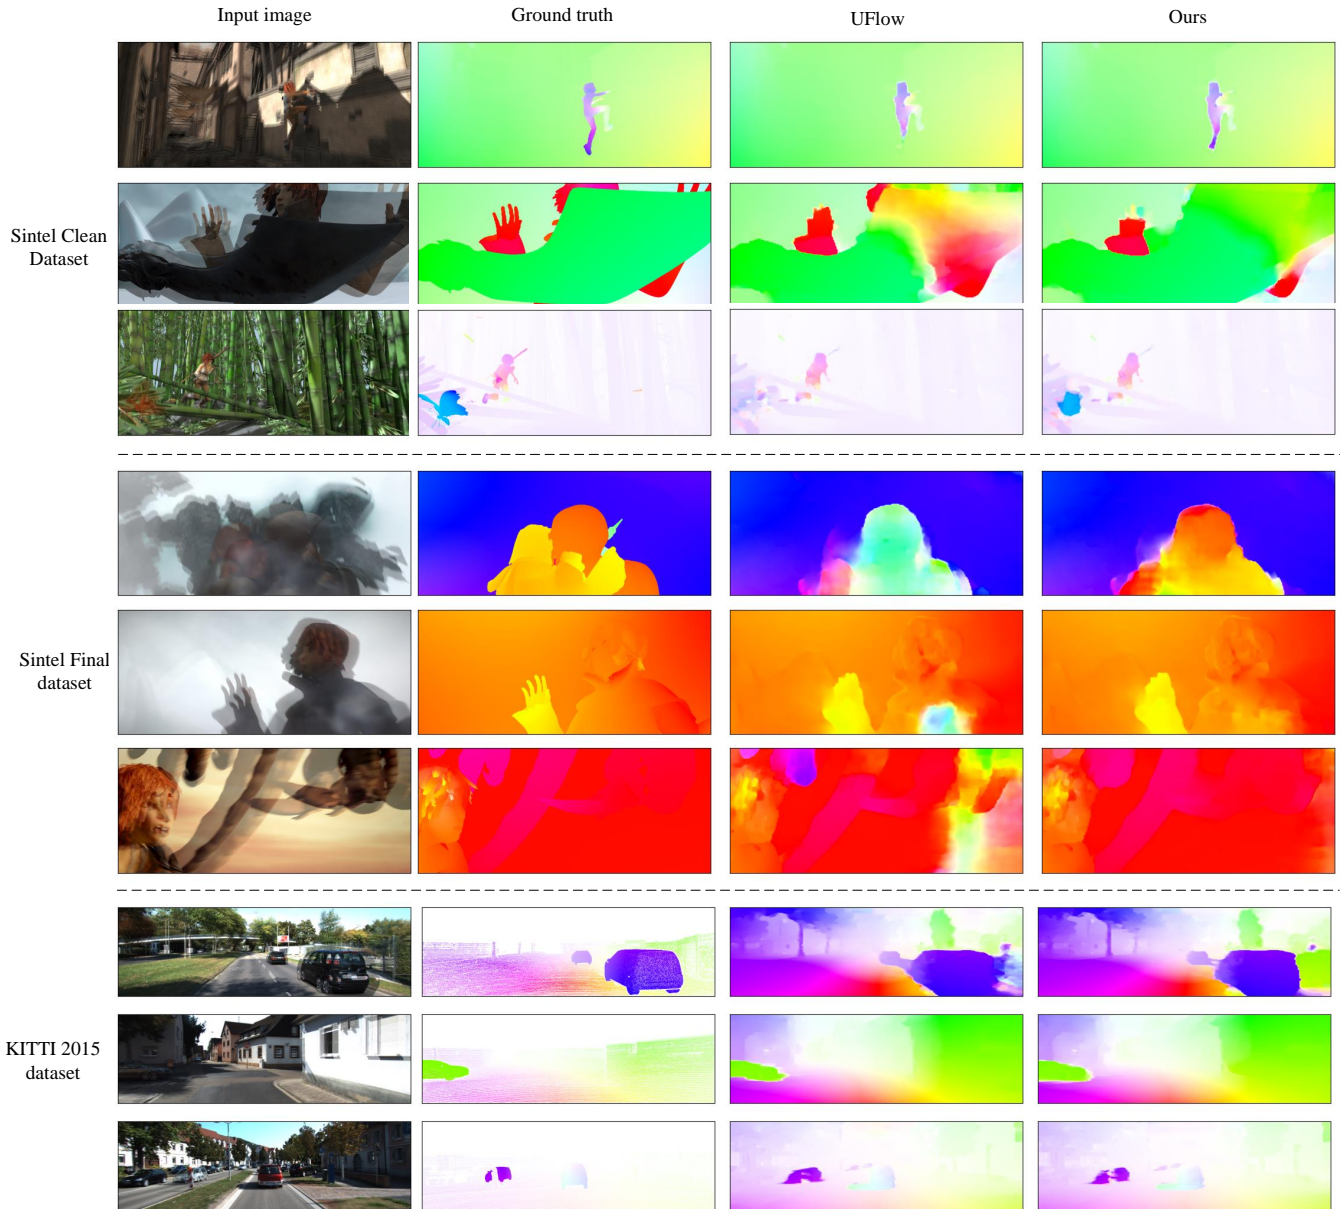 Input image
Ground truth
UFlow
Ours
Sintel Clean
Dataset
Sintel Final
dataset
KITTI 2015
dataset